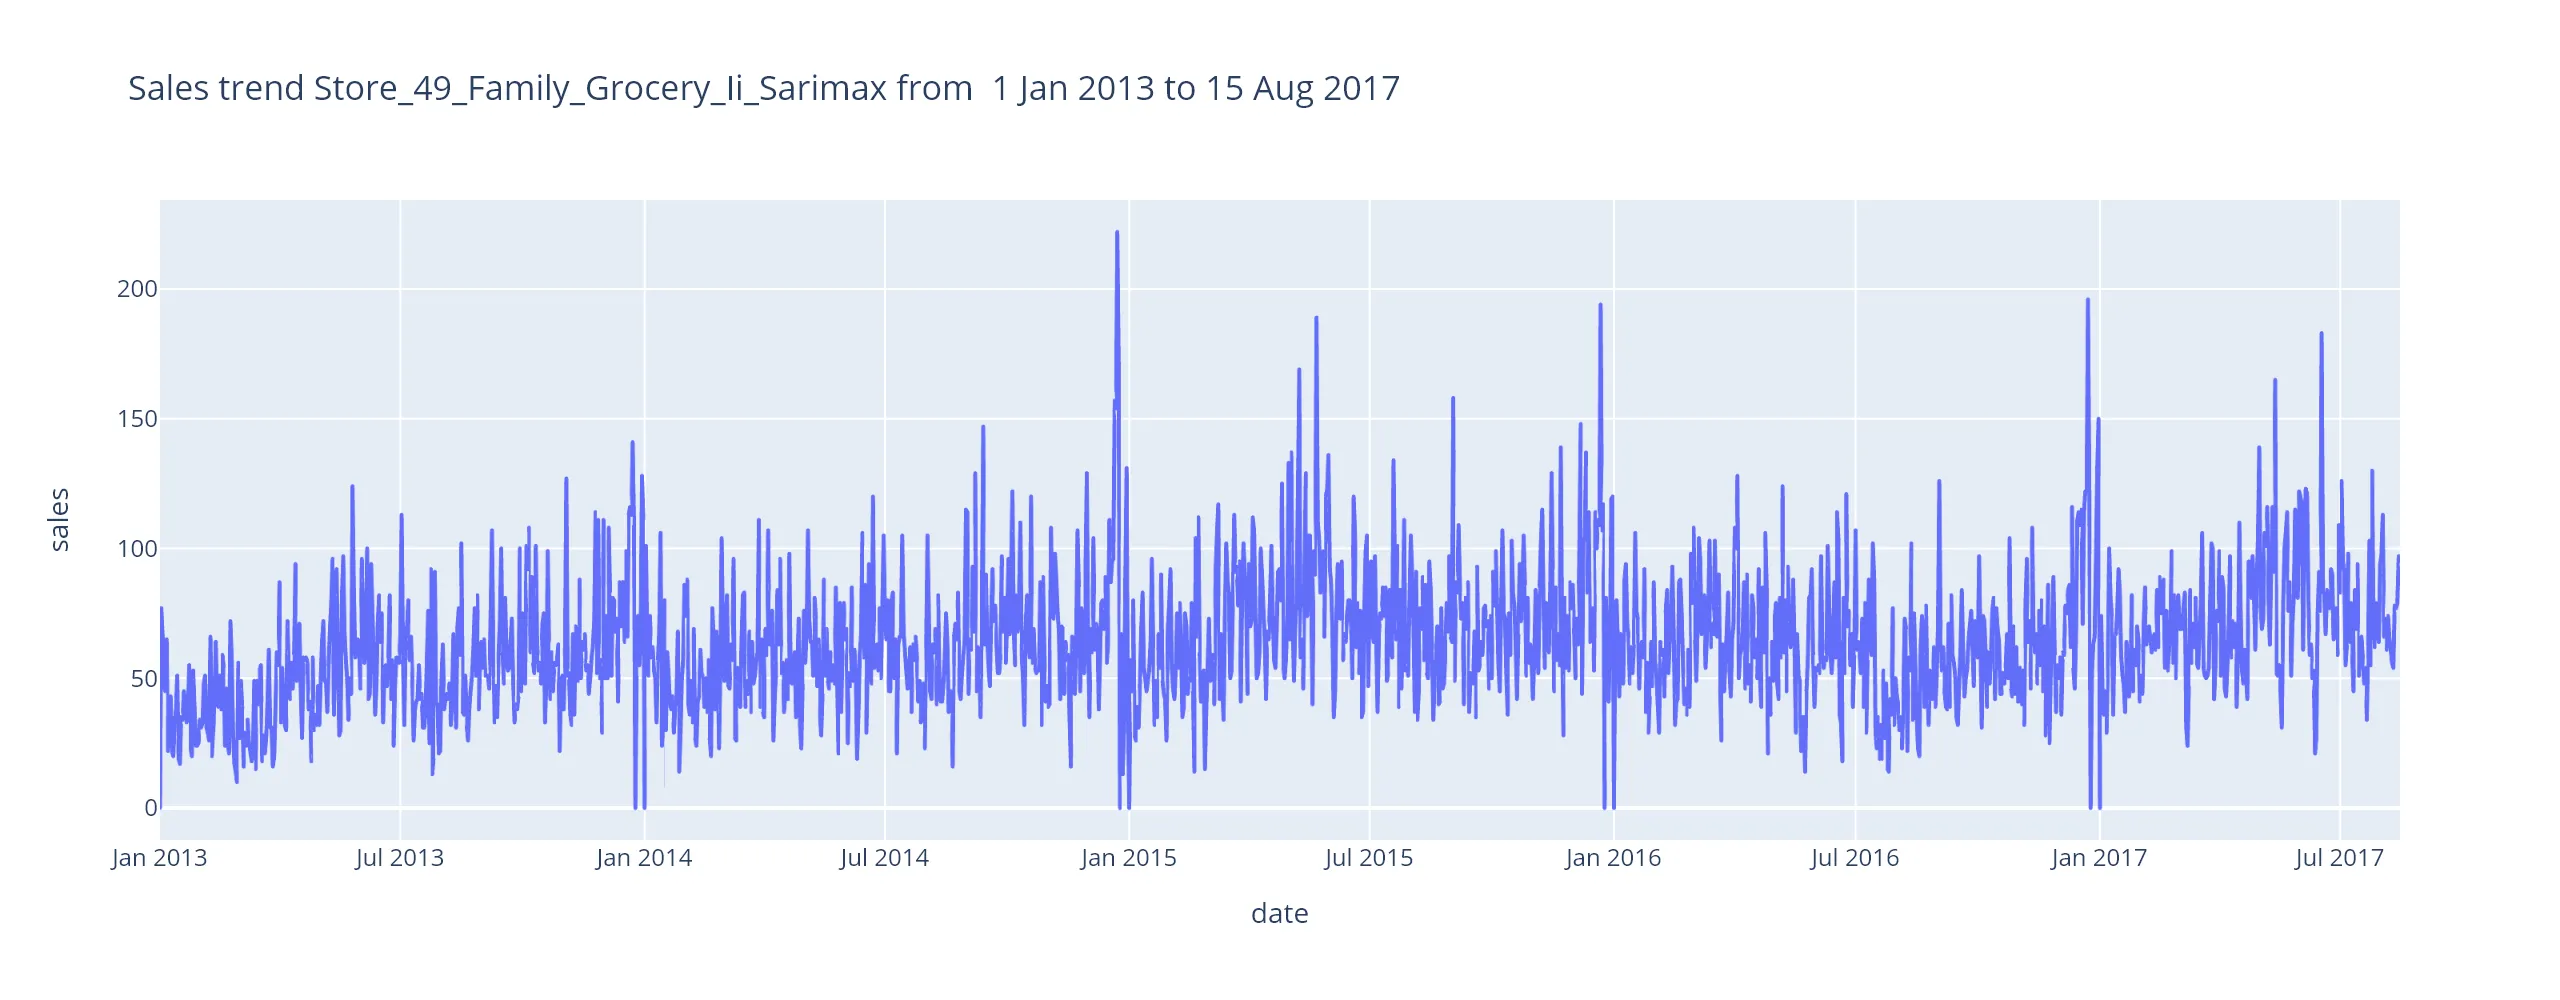 Sales trend Store_49_Family_Grocery_Ii_Sarimax from  1 Jan 2013 to 15 Aug 2017
sales
200
150
100
50
0
Jan 2013 Jul 2013 Jan 2014 Jul 2014 Jan 2015 Jul 2015 Jan 2016 Jul 2016 Jan 2017 Jul 2017
date